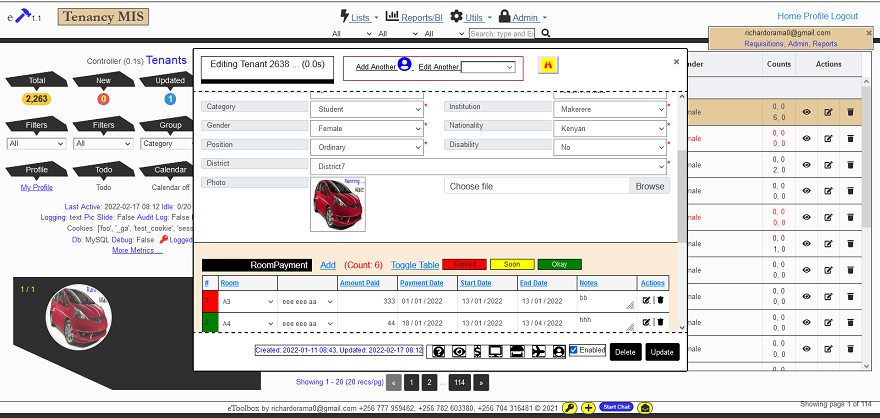 e 1.1 Tenancy MIS Lists Reports/BI Utils Admin Home Profile Logout
All All All Search: type and Ent
richardorama0@gmail.com ×
Requisitions, Admin, Reports
Controller (0.1s) Tenants
Total New Updated
2,263 0 1
Filters Filters Group
All All Category
Profile Todo Calendar
My Profile Todo Calendar off
Last Active: 2022-02-17 08:12 Idle: 0/20
Logging: text Pic Slide: False Audit Log: False
Cookies: ['foo', '_ga', 'test_cookie', 'sess
Db: MySQL Debug: False Logged
More Metrics ...
1 / 1
Editing Tenant 2638 ... (0.0s) Add Another Edit Another ×
Category Student * Institution Makerere *
Gender Female * Nationality Kenyan *
Position Ordinary * Disability No *
District District7 *
Photo Running ... Choose file Browse
RoomPayment Add (Count: 6) Toggle Table Expired Soon Okay
# Room Amount Paid Payment Date Start Date End Date Notes Actions
1 A3 eee eee aa 333 01 / 01 / 2022 13 / 01 / 2022 13 / 01 / 2022 bb
A4 eee eee aa 44 18 / 01 / 2022 13 / 01 / 2022 13 / 04 / 2022 hhh
Created: 2022-01-11 08:43, Updated: 2022-02-17 08:12 Enabled Delete Update
nder Counts Actions
male 0, 0
6, 0
male 0, 0
0, 0
male 0, 0
2, 0
male 0, 0
0, 0
male 0, 0
0, 0
male 0, 0
1, 0
male 0, 0
0, 0
male 0, 0
0, 0
male 0, 0
0, 0
male 0, 0
0, 0
Showing 1 - 20 (20 recs/pg) « 1 2 ... 114 »
eToolbox by richardorama0@gmail.com +256 777 959462, +256 782 603380, +256 704 316481 © 2021 Start Chat
Showing page 1 of 114